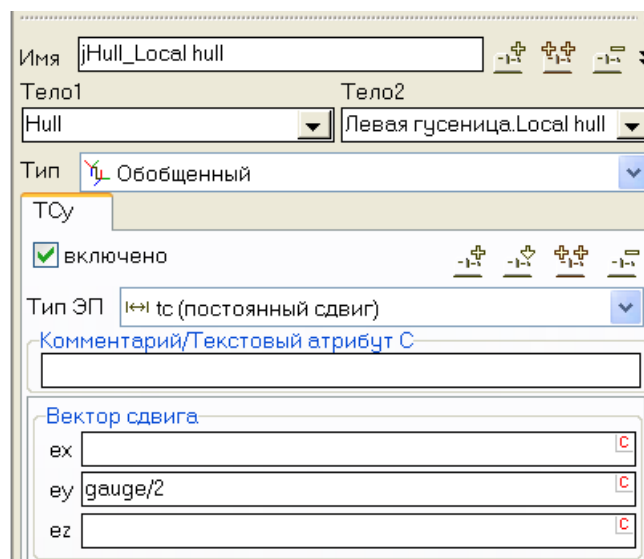 Имя jHull_Local hull
Тело1 Тело2
Hull Левая гусеница.Local hull
Тип Обобщенный
TCy
включено
Тип ЭП tc (постоянный сдвиг)
Комментарий/Текстовый атрибут C
Вектор сдвига
ex C
ey gauge/2 C
ez C